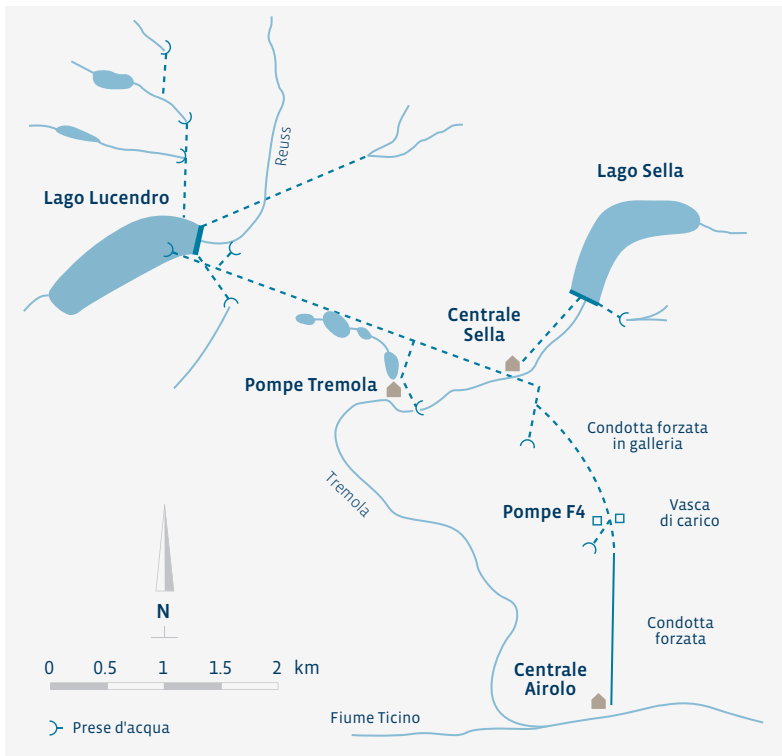 Reuss
Lago Lucendro
Lago Sella
Centrale
Sella
Pompe Tremola
Condotta forzata
in galleria
Tremola
Pompe F4
Vasca
di carico
N
Condotta
forzata
0 0.5 1 1.5 2 km
Centrale
Airolo
Fiume Ticino
Prese d'acqua